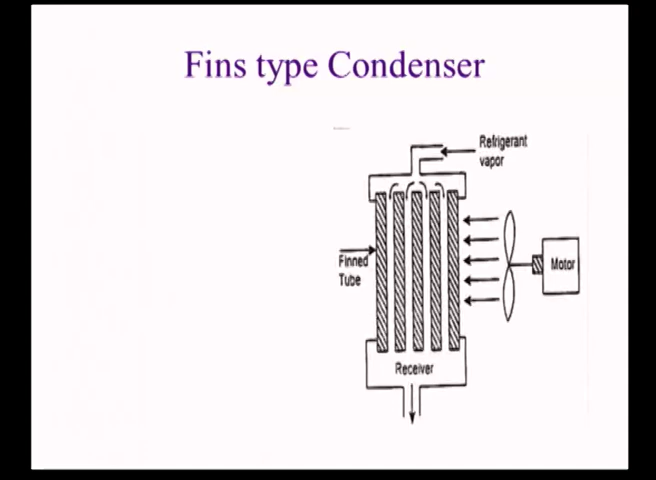 Fins type Condenser
Refrigerant
vapor
Finned
Tube
Motor
Receiver